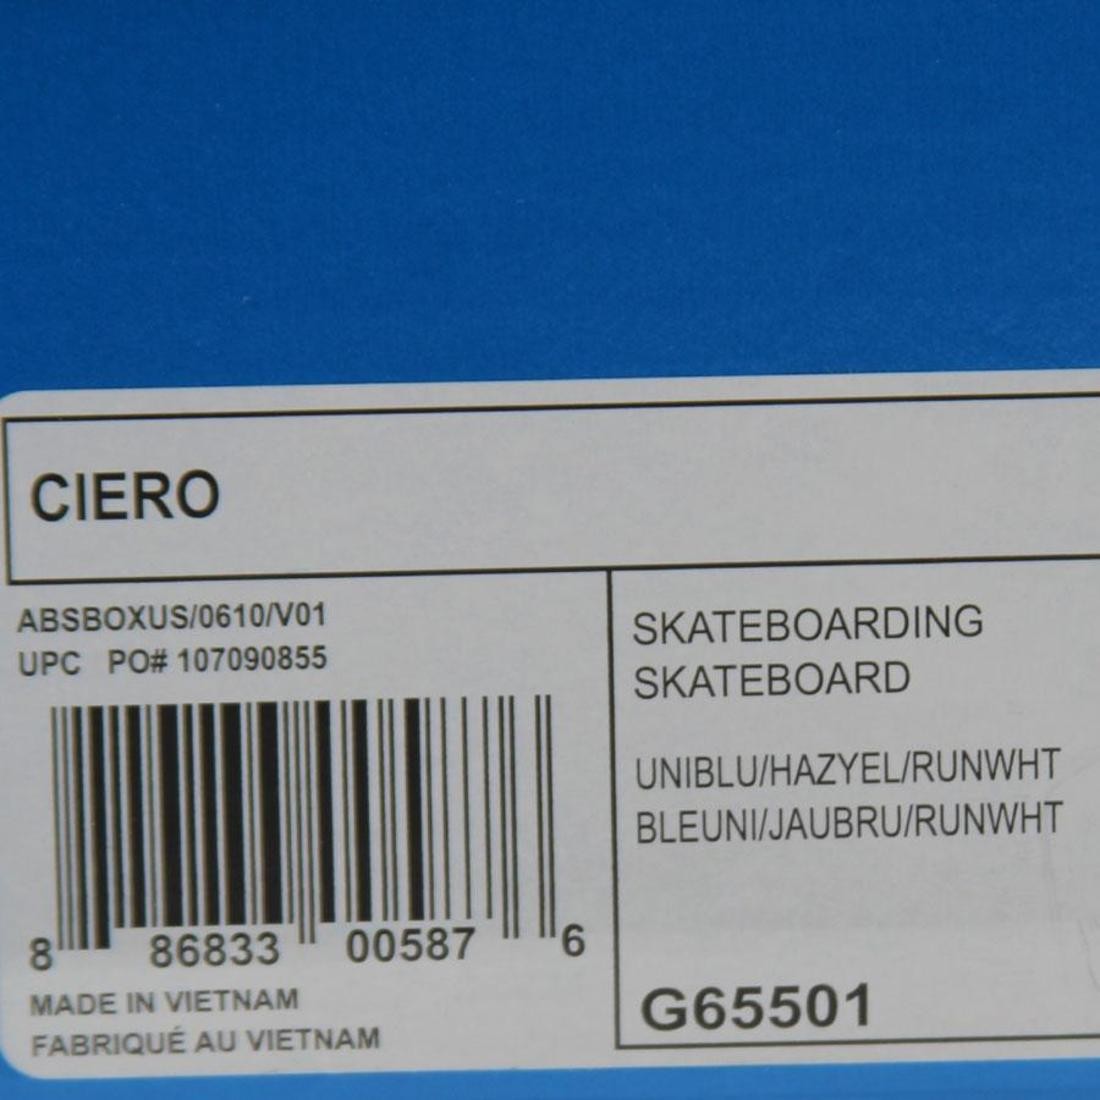 CIERO
ABSBOXUS/0610/V01
UPC PO# 107090855
8 86833 00587 6
MADE IN VIETNAM
FABRIQUÉ AU VIETNAM
SKATEBOARDING
SKATEBOARD
UNIBLU/HAZYEL/RUNWHT
BLEUNI/JAUBRU/RUNWHT
G65501